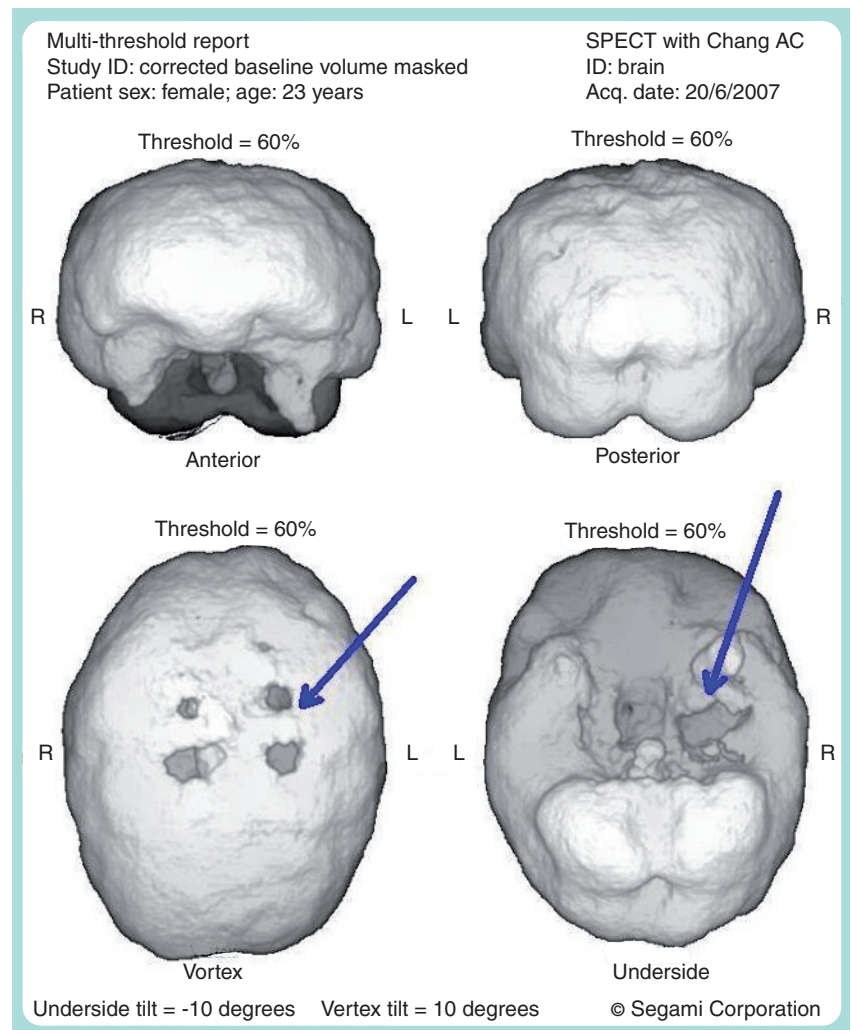 Multi-threshold report
Study ID: corrected baseline volume masked
Patient sex: female; age: 23 years
SPECT with Chang AC
ID: brain
Acq. date: 20/6/2007
Threshold = 60%
R
L
Anterior
Threshold = 60%
L
R
Posterior
Threshold = 60%
R
L
Vortex
Threshold = 60%
L
R
Underside
Underside tilt = -10 degrees Vertex tilt = 10 degrees © Segami Corporation